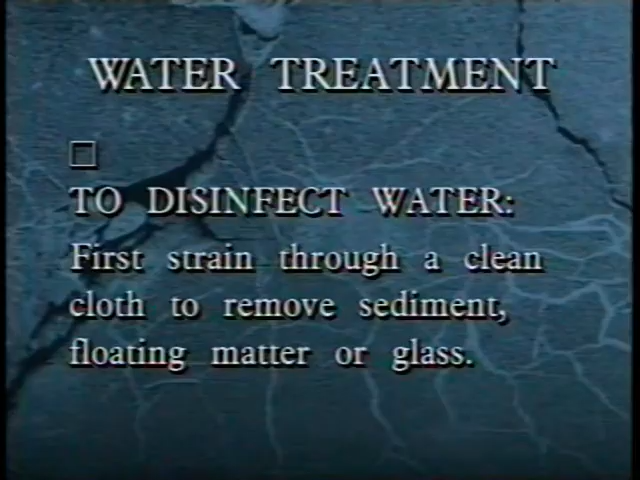 WATER TREATMENT
☐
TO DISINFECT WATER:
First strain through a clean
cloth to remove sediment,
floating matter or glass.